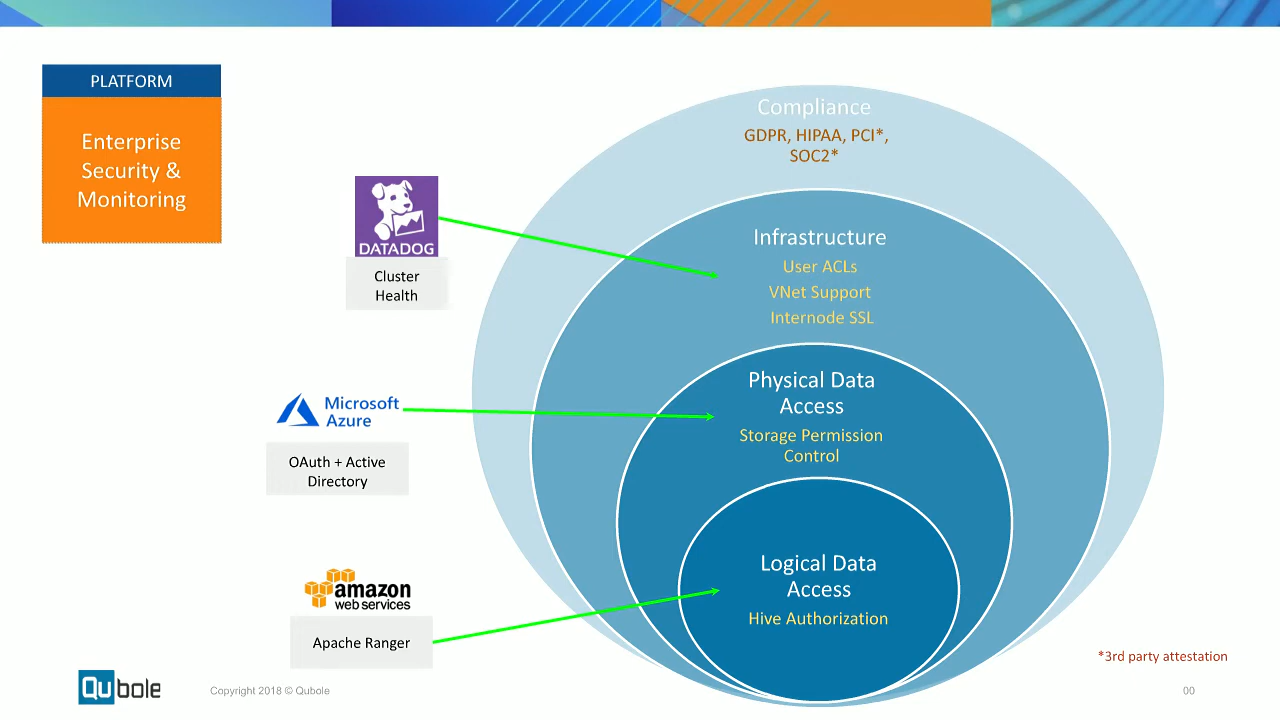 PLATFORM
Enterprise
Security &
Monitoring
Compliance
GDPR, HIPAA, PCI*,
SOC2*
DATADOG
Cluster
Health
Infrastructure
User ACLs
VNet Support
Internode SSL
Microsoft
Azure
OAuth + Active
Directory
Physical Data
Access
Storage Permission
Control
amazon
web services
Apache Ranger
Logical Data
Access
Hive Authorization
*3rd party attestation
Qubole
Copyright 2018 © Qubole
00